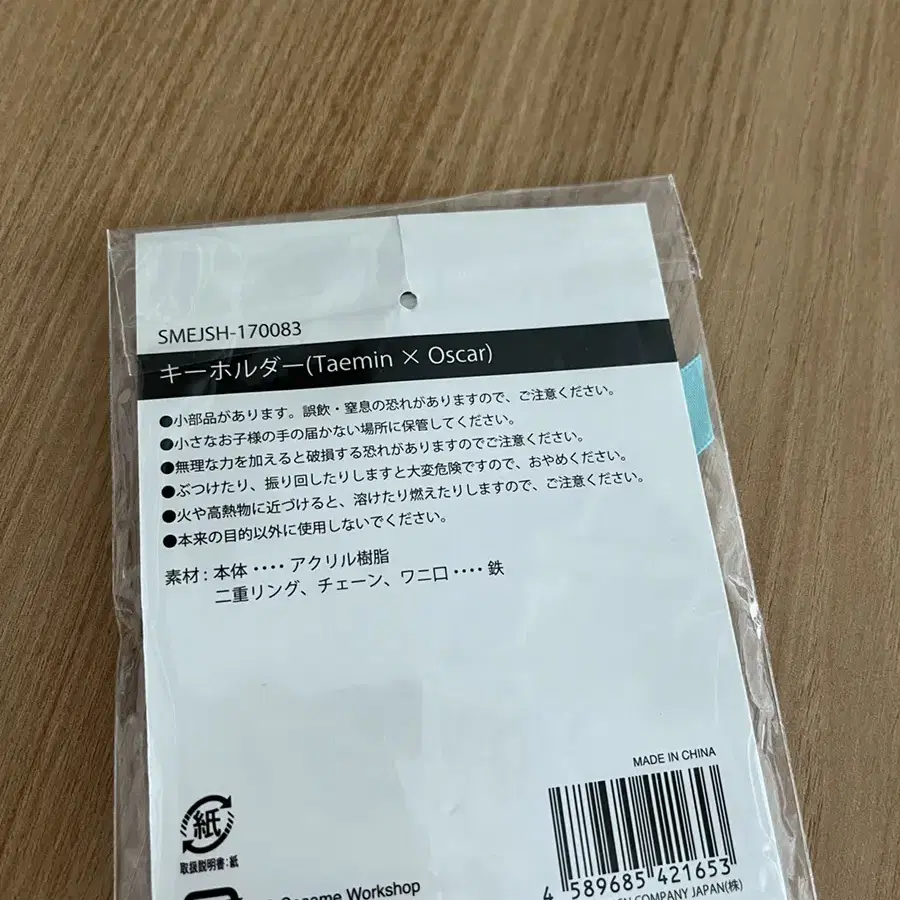 SMEJSH-170083
キーホルダー(Taemin × Oscar)
●小部品があります。誤飲・窒息の恐れがありますので、ご注意ください。
●小さなお子様の手の届かない場所に保管してください。
●無理な力を加えると破損する恐れがありますのでご注意ください。
●ぶつけたり、振り回したりしますと大変危険ですので、おやめください。
●火や高熱物に近づけると、溶けたり燃えたりしますので、ご注意ください。
●本来の目的以外に使用しないでください。
素材:本体‥‥アクリル樹脂
二重リング、チェーン、ワニ口‥‥鉄
MADE IN CHINA
紙
取扱説明書:紙
4 589685 421653
Workshop
COMPANY JAPAN(株)